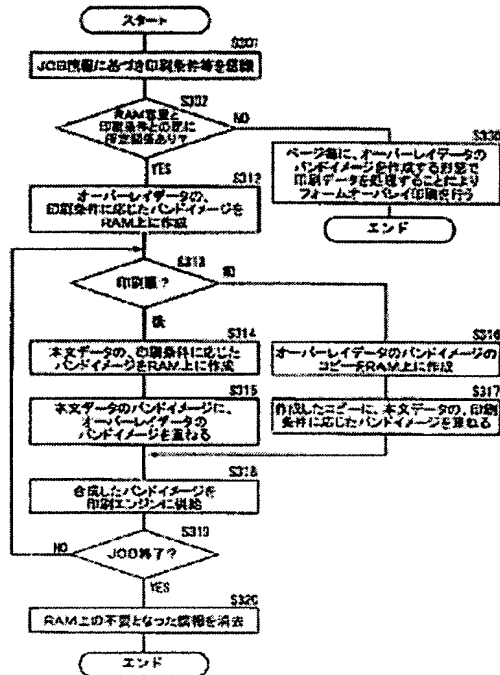 スタート
S301
JOB情報に基づき印刷条件等を認識
S302
RAM容量と
印刷条件との間に
所定関係あり?
NO
YES
S330
ページ毎に、オーバーレイデータの
バンドイメージを作成する形態で
印刷データを処理することにより
フォームオーバレイ印刷を行う
エンド
S312
オーバーレイデータの、
印刷条件に応じたバンドイメージを
RAM上に作成
S313
印刷順?
後
S314
本文データの、印刷条件に応じた
バンドイメージをRAM上に作成
S316
オーバーレイデータのバンドイメージの
コピーをRAM上に作成
S315
本文データのバンドイメージに、
オーバーレイデータの
バンドイメージを重ねる
S317
作成したコピーに、本文データの、印刷
条件に応じたバンドイメージを重ねる
S318
合成したバンドイメージを
印刷エンジンに供給
S319
JOB終了?
NO
YES
S320
RAM上の不要となった情報を消去
エンド